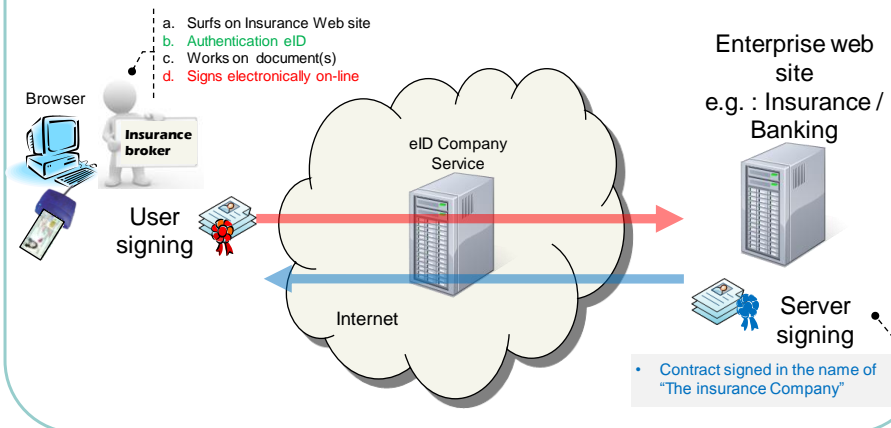 a. Surfs on Insurance Web site
b. Authentication eID
c. Works on document(s)
d. Signs electronically on-line
Browser
Insurance
broker
User
signing
eID Company
Service
Internet
Enterprise web
site
e.g. : Insurance /
Banking
Server
signing
• Contract signed in the name of
“The insurance Company”